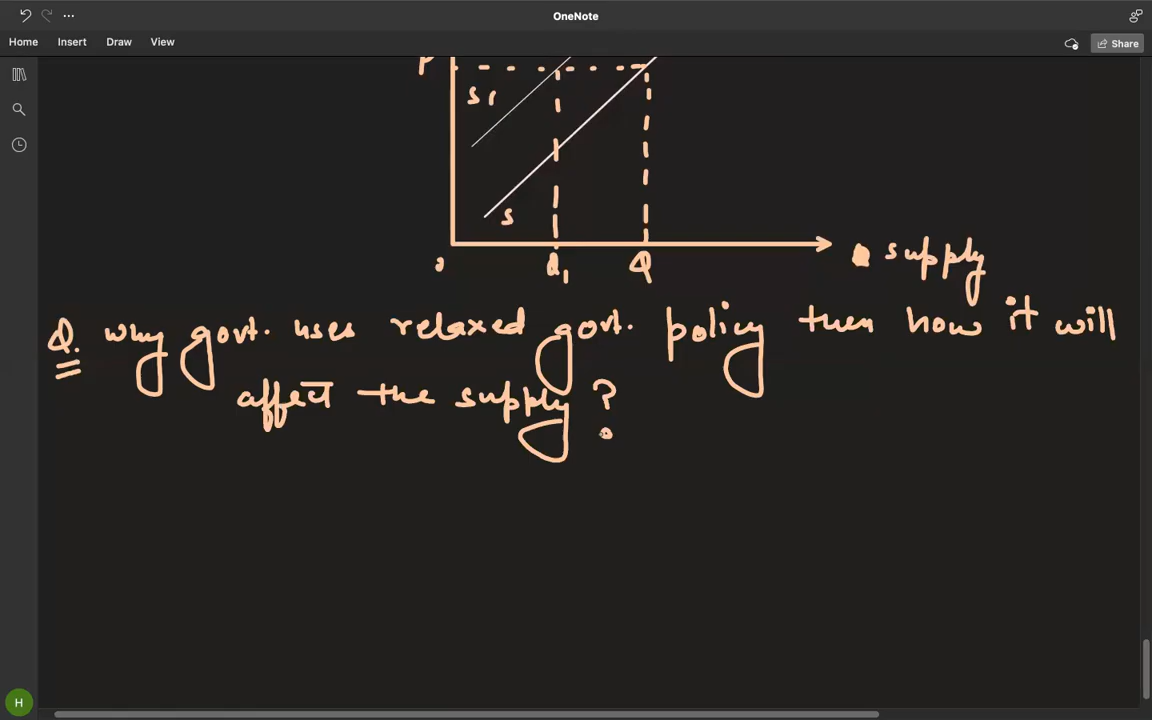 OneNote
Home Insert Draw View
Share
P
S1
S
0 Q1 Q
supply
Q. why govt. uses relaxed govt. policy then how it will
affect the supply ?
H